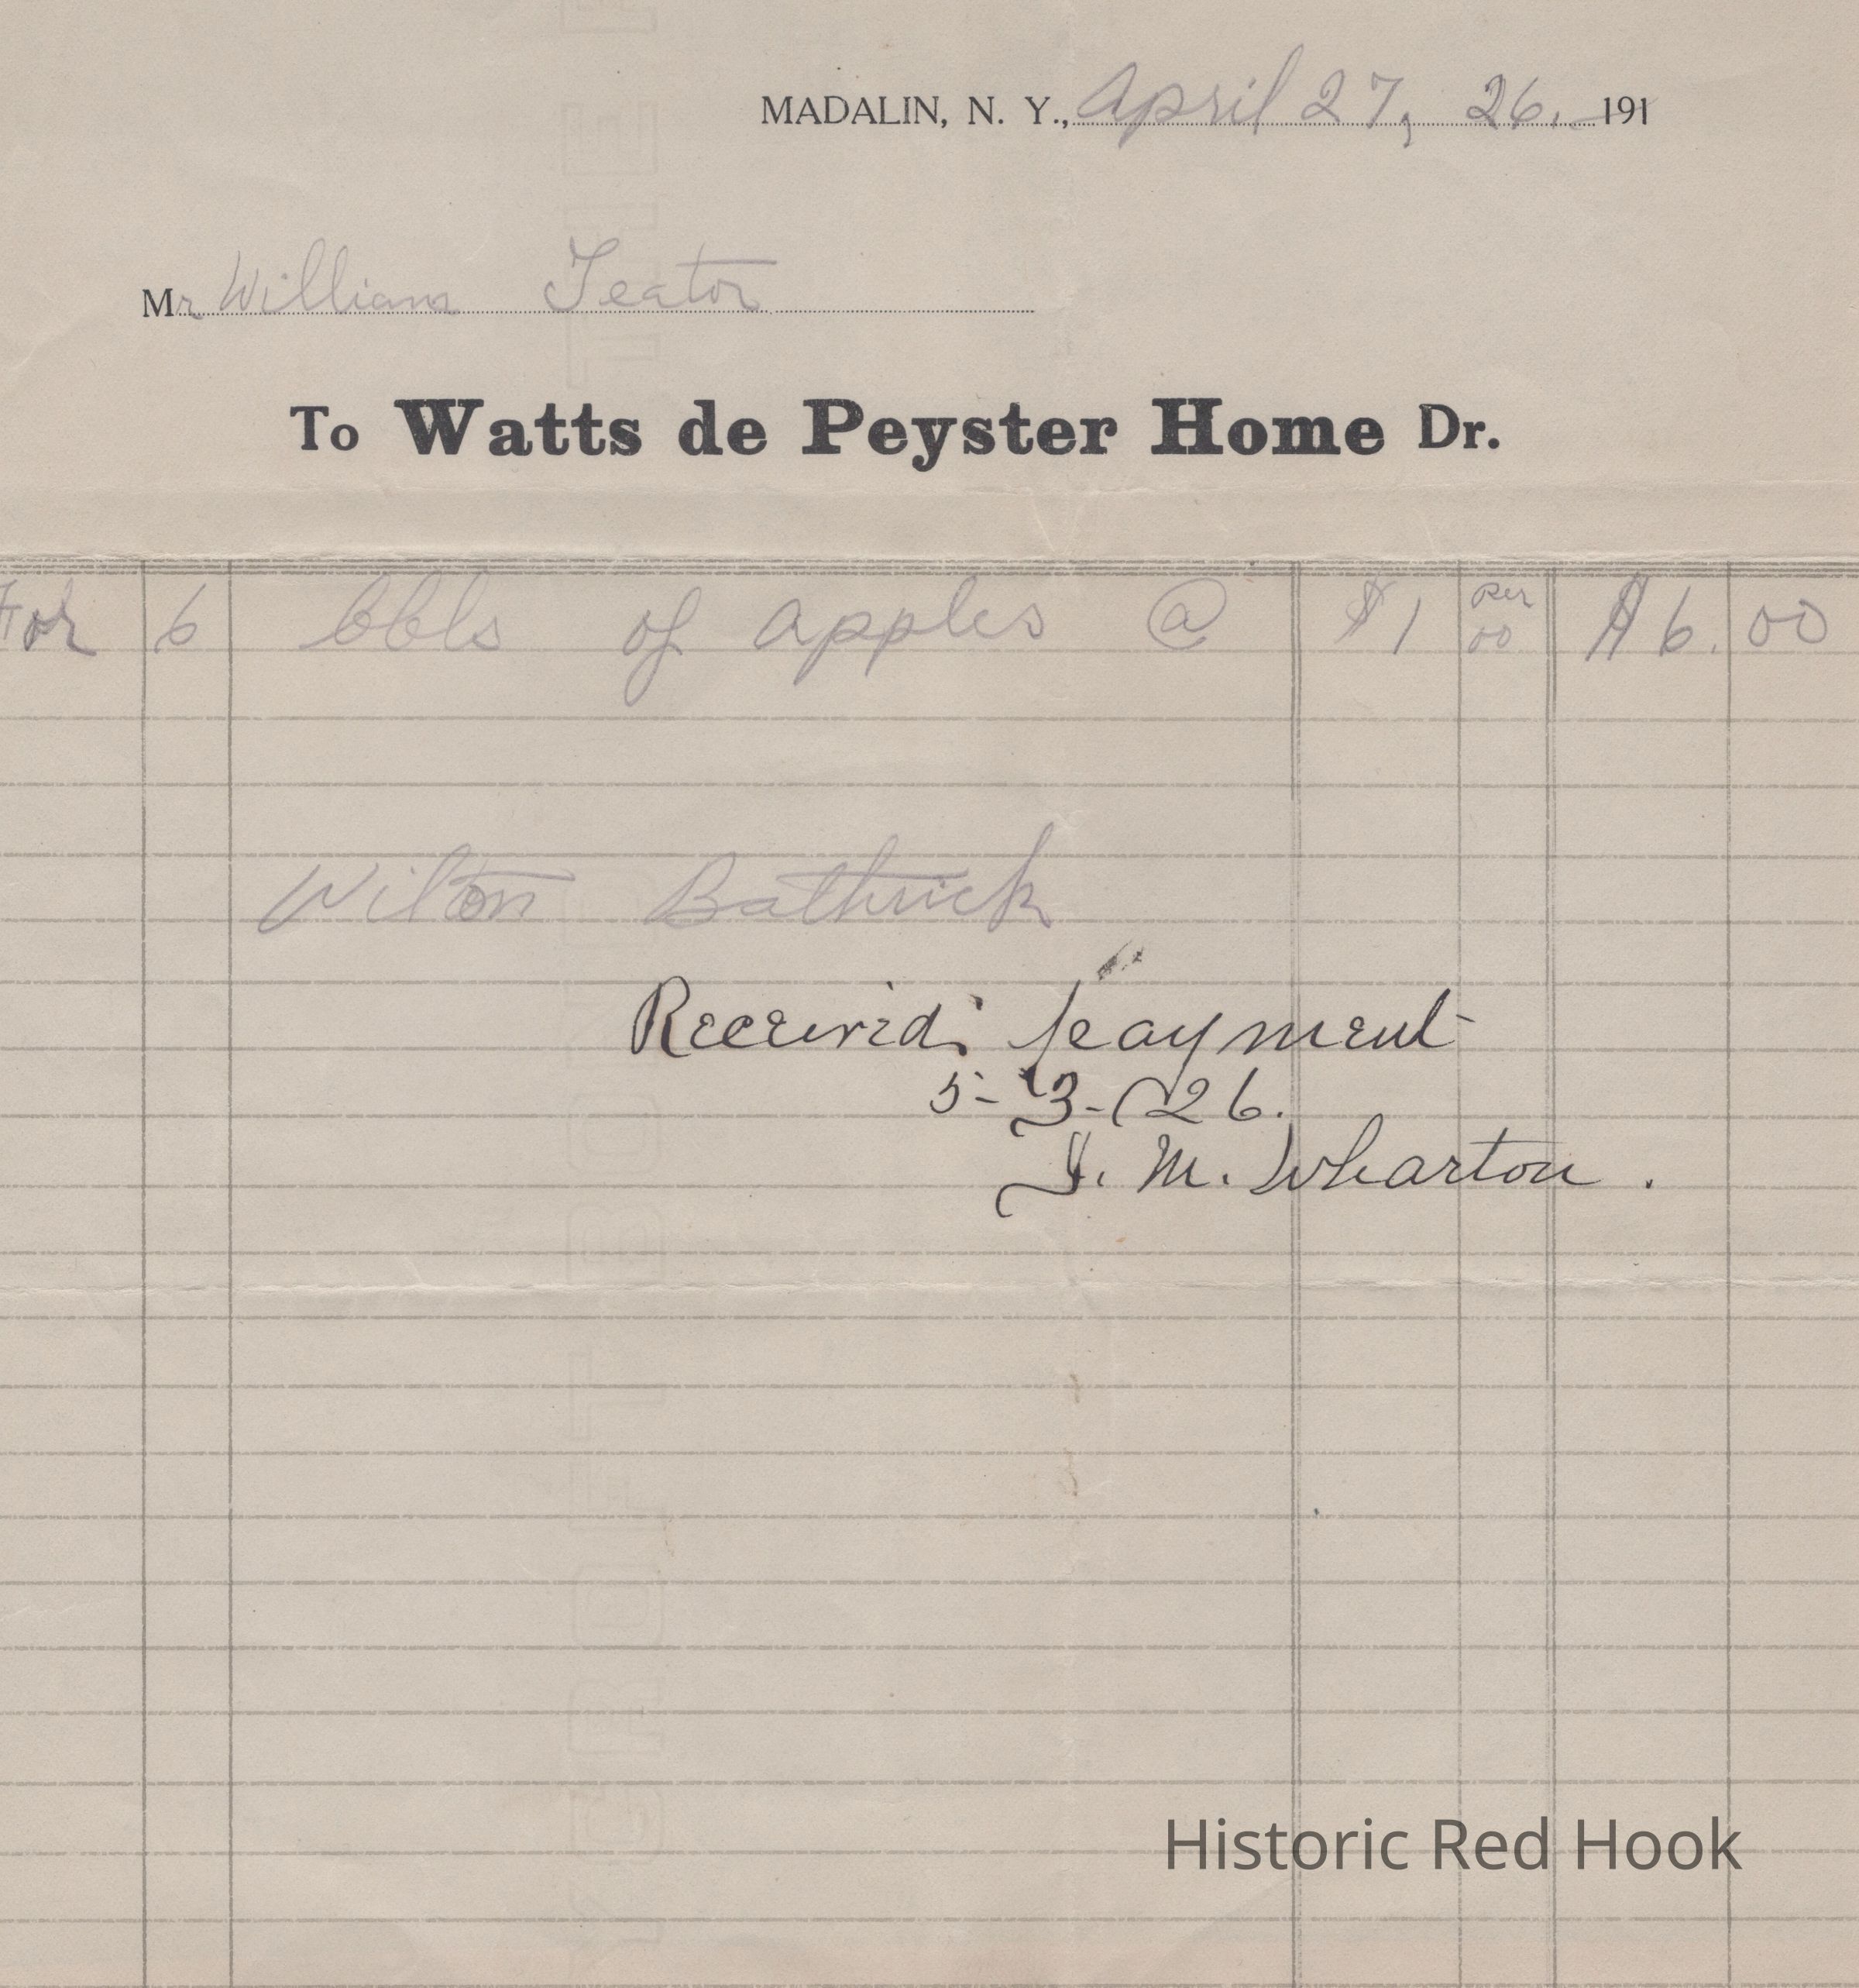 MADALIN, N. Y., April 27, 26. 191
Mr William Teator
To Watts de Peyster Home Dr.
For 6 bbls of apples @ $1 per 00 $6.00
Wilton Bathrick
Received payment
5-3-26.
J. M. Wharton.
Historic Red Hook